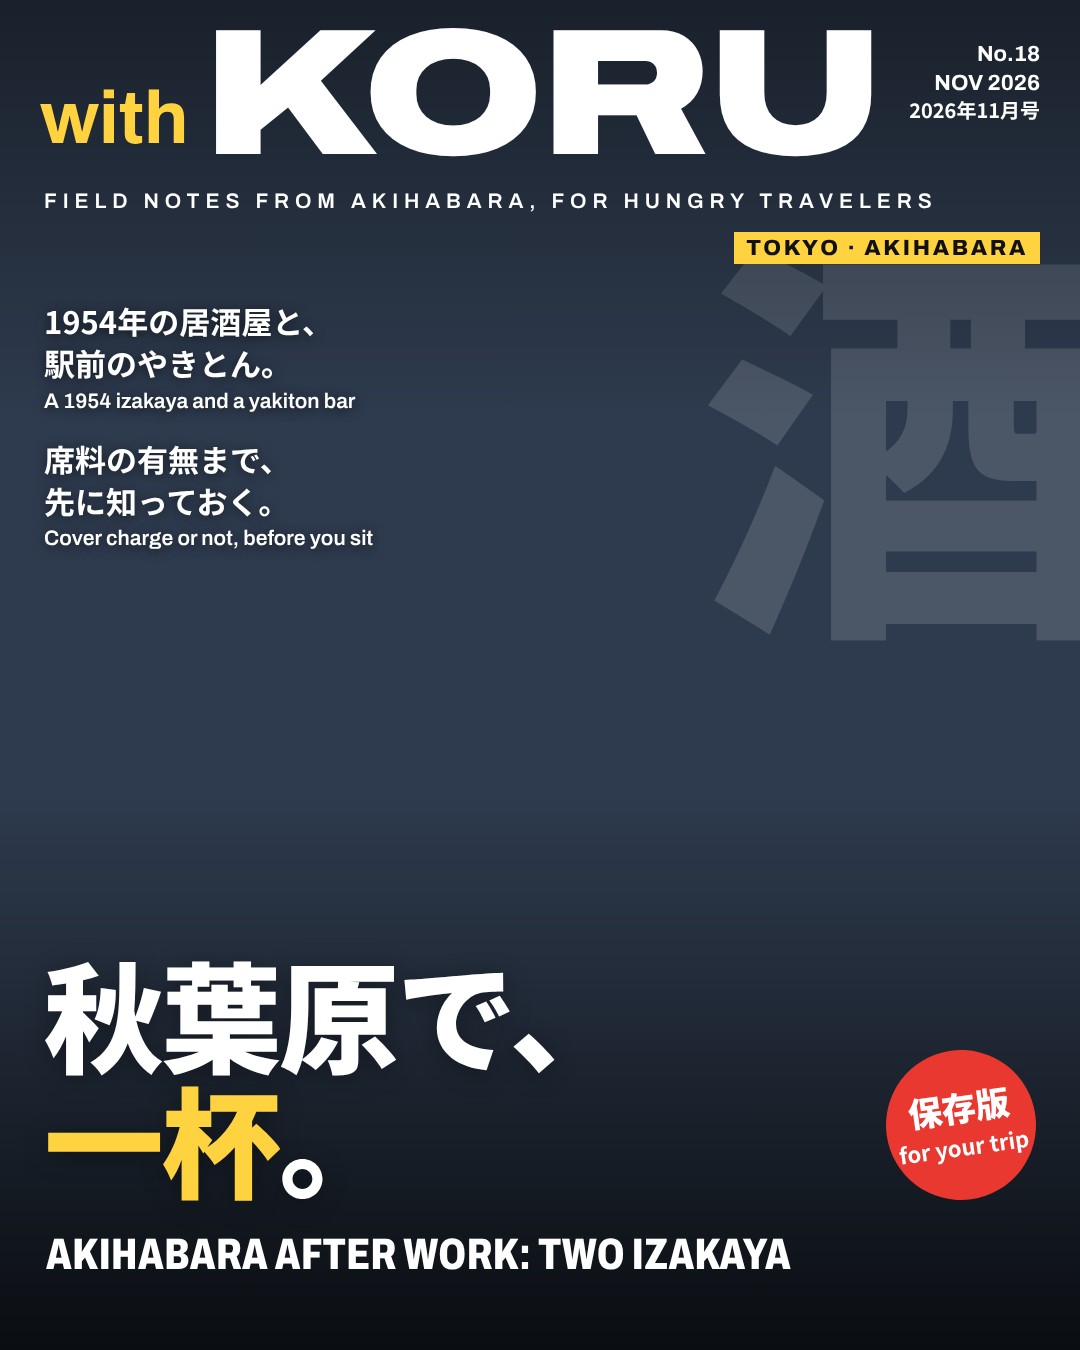 with KORU
No.18
NOV 2026
2026年11月号
FIELD NOTES FROM AKIHABARA, FOR HUNGRY TRAVELERS
TOKYO · AKIHABARA
酒
1954年の居酒屋と、
駅前のやきとん。
A 1954 izakaya and a yakiton bar
席料の有無まで、
先に知っておく。
Cover charge or not, before you sit
秋葉原で、
一杯。
保存版
for your trip
AKIHABARA AFTER WORK: TWO IZAKAYA